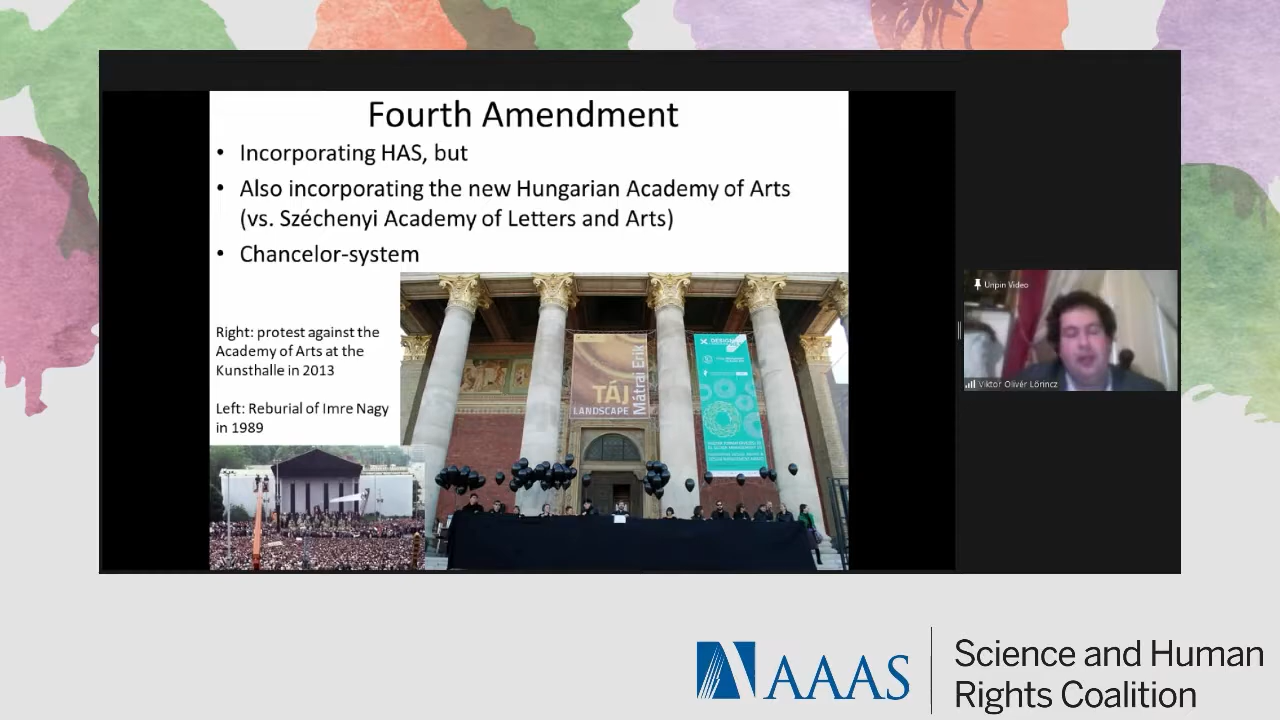 Fourth Amendment
• Incorporating HAS, but
• Also incorporating the new Hungarian Academy of Arts
(vs. Széchenyi Academy of Letters and Arts)
• Chancelor-system
Right: protest against the
Academy of Arts at the
Kunsthalle in 2013
Left: Reburial of Imre Nagy
in 1989
TÁJ
LANDSCAPE
Mátrai Erik
DESIGN
Unpin Video
Viktor Olivér Lőrincz
AAAS
Science and Human
Rights Coalition